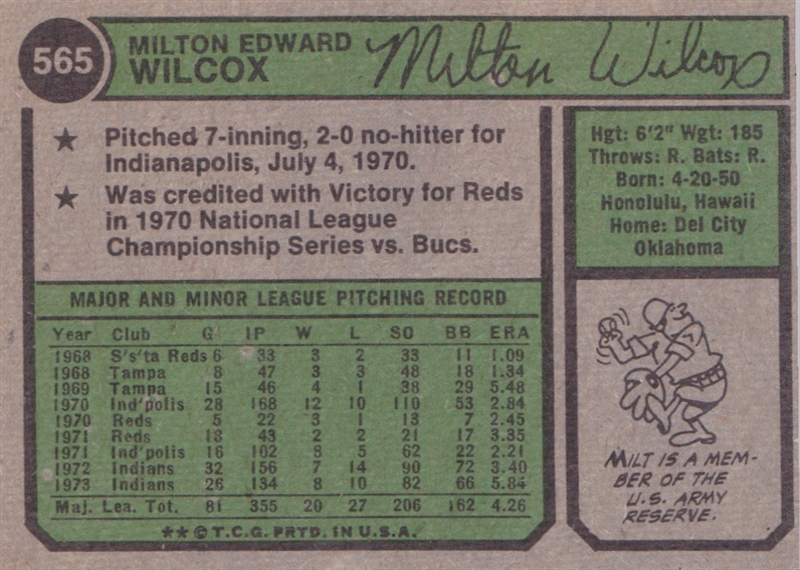 565
MILTON EDWARD
WILCOX
Milton Wilcox
★ Pitched 7-inning, 2-0 no-hitter for
Indianapolis, July 4, 1970.
★ Was credited with Victory for Reds
in 1970 National League
Championship Series vs. Bucs.
Hgt: 6'2" Wgt: 185
Throws: R. Bats: R.
Born: 4-20-50
Honolulu, Hawaii
Home: Del City
Oklahoma
MAJOR AND MINOR LEAGUE PITCHING RECORD
Year Club G IP W L SO BB ERA
1968 S's'ta Reds 6 33 3 2 33 11 1.09
1968 Tampa 8 47 3 3 48 18 1.34
1969 Tampa 15 46 4 1 38 29 5.48
1970 Ind'polis 28 168 12 10 110 53 2.84
1970 Reds 5 22 3 1 13 7 2.45
1971 Reds 18 43 2 2 21 17 3.35
1971 Ind'polis 16 102 8 5 62 22 2.21
1972 Indians 32 156 7 14 90 72 3.40
1973 Indians 26 134 8 10 82 66 5.84
Maj. Lea. Tot. 81 355 20 27 206 162 4.26
★★ © T.C.G. PRTD. IN U.S.A.
MILT IS A MEM-
BER OF THE
U.S. ARMY
RESERVE.